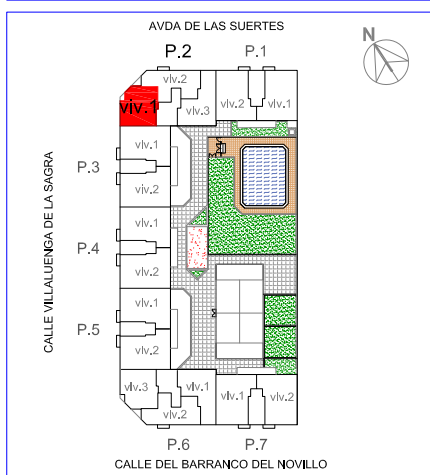 AVDA DE LAS SUERTES
N
P.2 P.1
viv.2
viv.1 viv.3 viv.2 viv.1
viv.1
P.3
viv.2
CALLE VILLALUENGA DE LA SAGRA
viv.1
P.4
viv.2
viv.1
P.5
viv.2
viv.3 viv.1 viv.1 viv.2
viv.2
P.6 P.7
CALLE DEL BARRANCO DEL NOVILLO